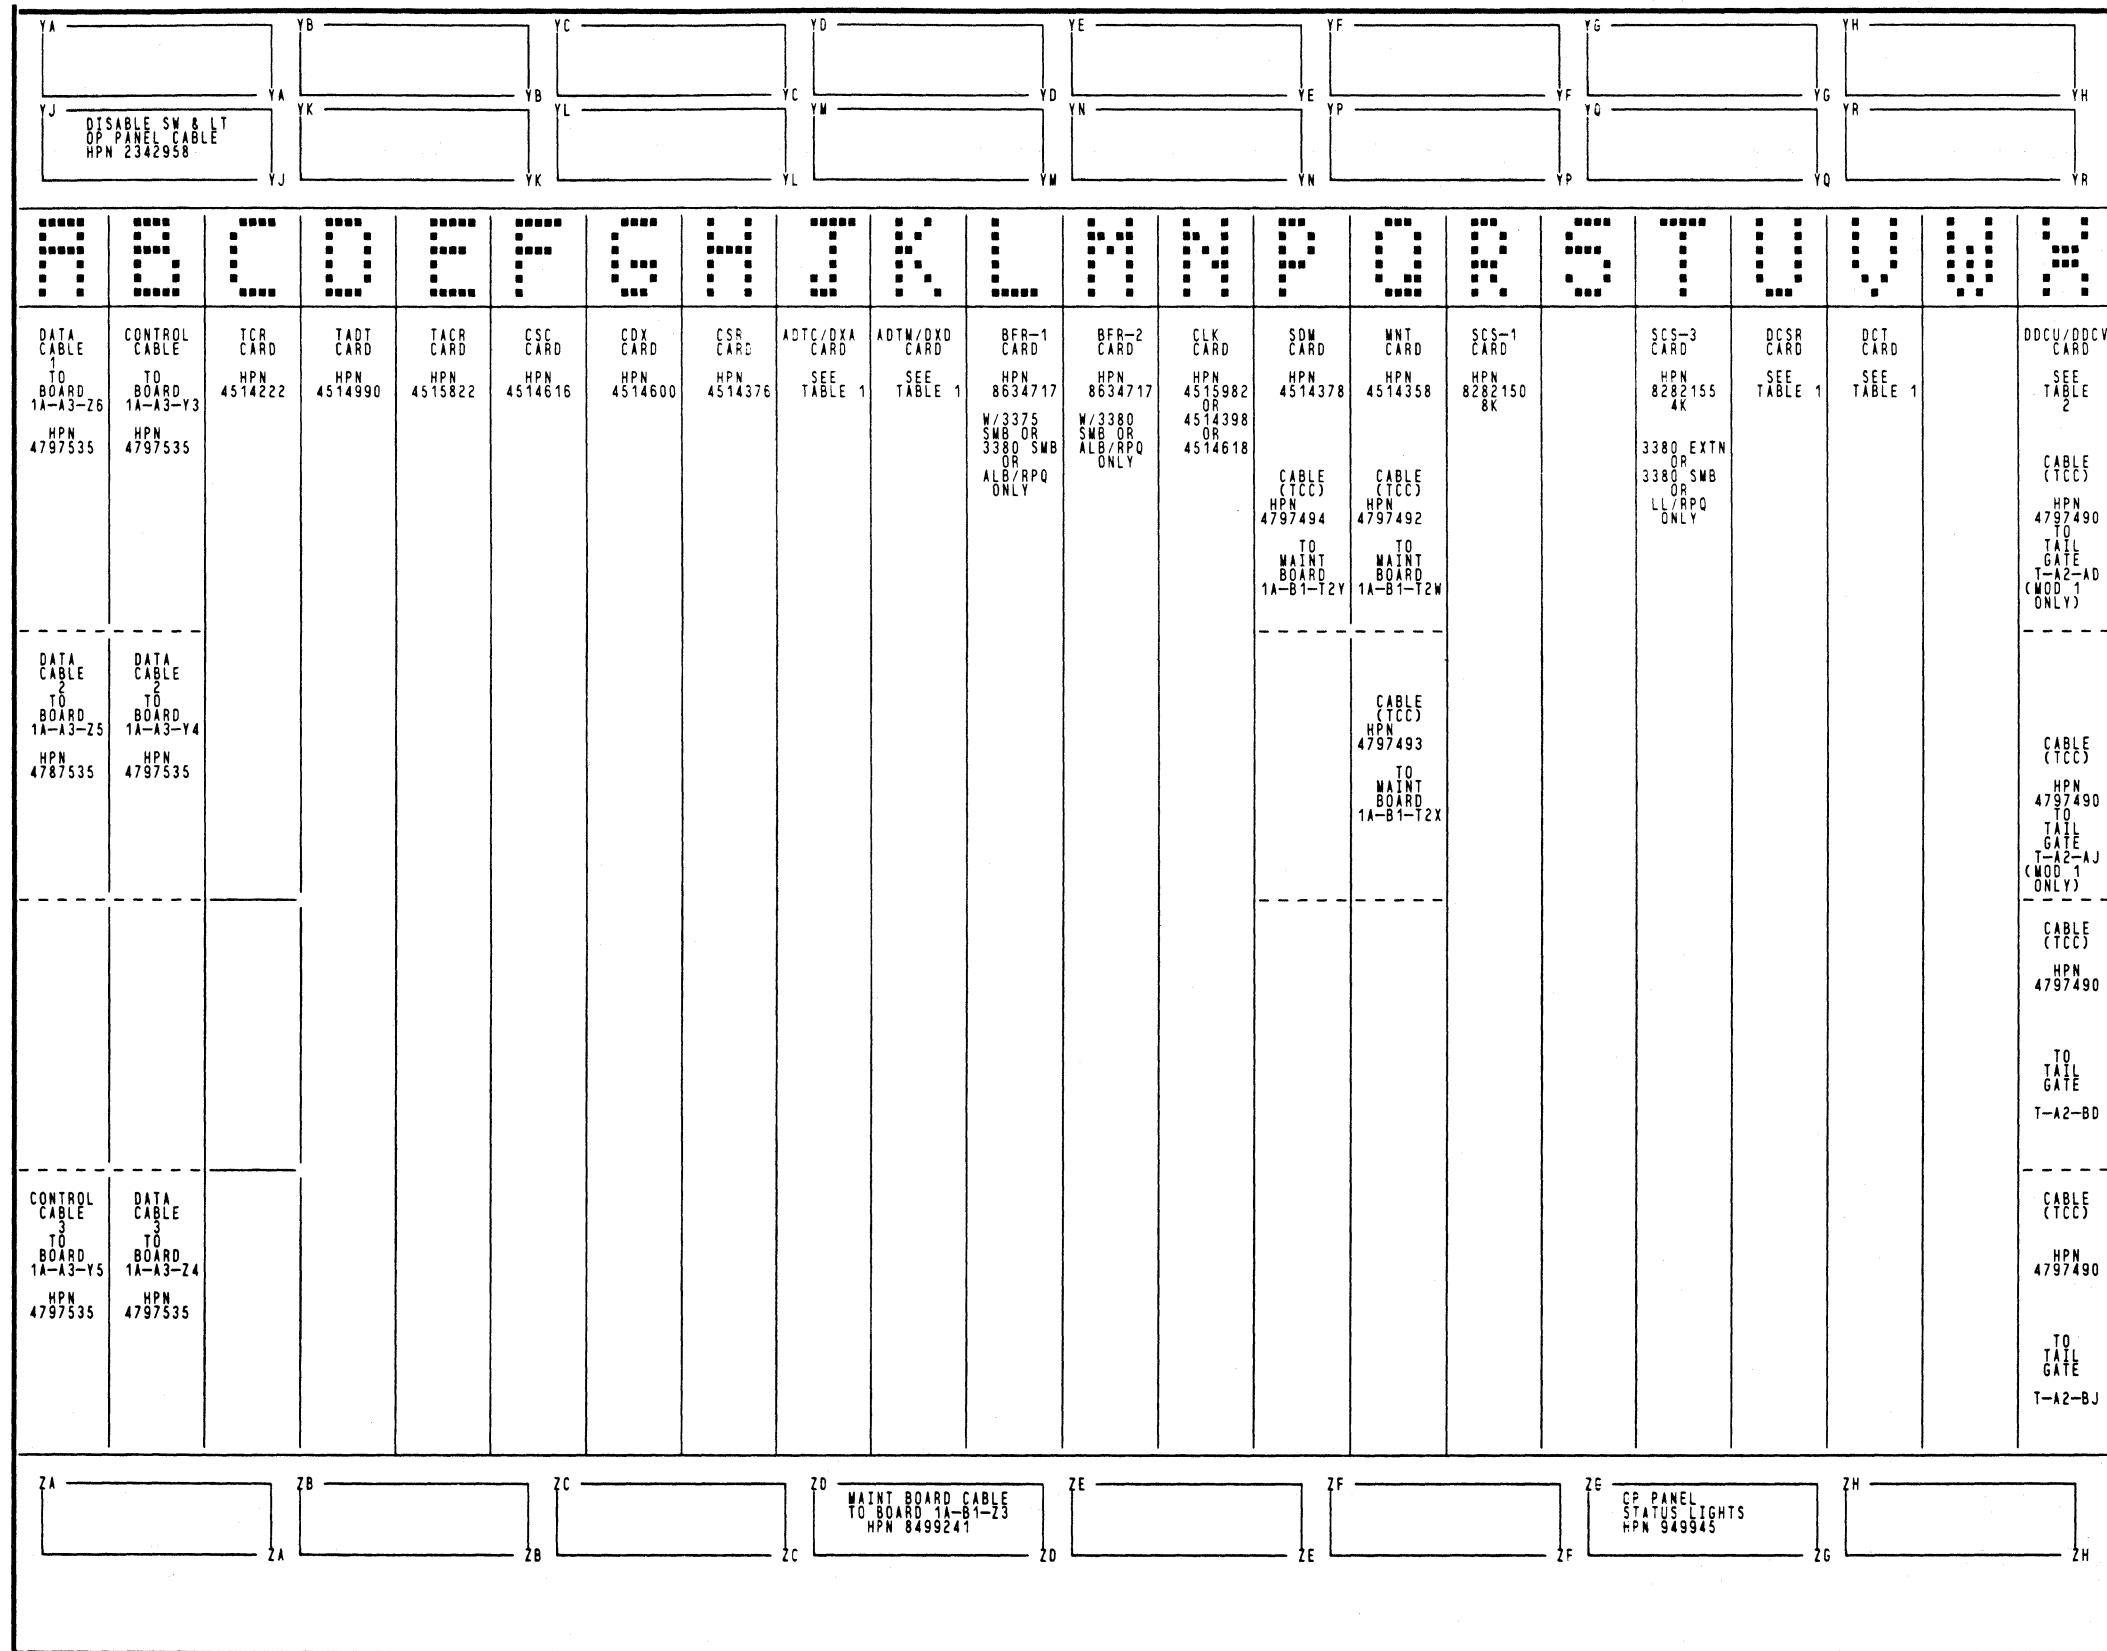 YA YB YC YD YE YF YG YH
YA YB YC YD YE YF YG YH
YJ YK YL YM YN YP YQ YR
DISABLE SW & LT
OP PANEL CABLE
HPN 2342958
YJ YK YL YM YN YP YQ YR
A B C D E F G H J K L M N P Q R S T U V W X
DATA
CABLE
1
TO
BOARD
1A-A3-Z6
HPN
4797535
DATA
CABLE
2
TO
BOARD
1A-A3-Z5
HPN
4787535
CONTROL
CABLE
3
TO
BOARD
1A-A3-Y5
HPN
4797535
CONTROL
CABLE
TO
BOARD
1A-A3-Y3
HPN
4797535
DATA
CABLE
2
TO
BOARD
1A-A3-Y4
HPN
4797535
DATA
CABLE
3
TO
BOARD
1A-A3-Z4
HPN
4797535
TCR
CARD
HPN
4514222
TADT
CARD
HPN
4514990
TACR
CARD
HPN
4515822
CSC
CARD
HPN
4514616
CDX
CARD
HPN
4514600
CSR
CARD
HPN
4514376
ADTC/DXA
CARD
SEE
TABLE 1
ADTM/DXD
CARD
SEE
TABLE 1
BFR-1
CARD
HPN
8634717
W/3375
SMB OR
3380 SMB
OR
ALB/RPQ
ONLY
BFR-2
CARD
HPN
8634717
W/3380
SMB OR
ALB/RPQ
ONLY
CLK
CARD
HPN
4515982
OR
4514398
OR
4514618
SDM
CARD
HPN
4514378
CABLE
(TCC)
HPN
4797494
TO
MAINT
BOARD
1A-B1-T2Y
MNT
CARD
HPN
4514358
CABLE
(TCC)
HPN
4797492
TO
MAINT
BOARD
1A-B1-T2W
CABLE
(TCC)
HPN
4797493
TO
MAINT
BOARD
1A-B1-T2X
SCS-1
CARD
HPN
8282150
8K
SCS-3
CARD
HPN
8282155
4K
3380 EXTN
OR
3380 SMB
OR
LL/RPQ
ONLY
DCSR
CARD
SEE
TABLE 1
DCT
CARD
SEE
TABLE 1
DDCU/DDCV
CARD
SEE
TABLE
2
CABLE
(TCC)
HPN
4797490
TO
TAIL
GATE
T-A2-AD
(MOD 1
ONLY)
CABLE
(TCC)
HPN
4797490
TO
TAIL
GATE
T-A2-AJ
(MOD 1
ONLY)
CABLE
(TCC)
HPN
4797490
TO
TAIL
GATE
T-A2-BD
CABLE
(TCC)
HPN
4797490
TO
TAIL
GATE
T-A2-BJ
ZA ZB ZC ZD ZE ZF ZG ZH
MAINT BOARD CABLE
TO BOARD 1A-B1-Z3
HPN 8499241
CP PANEL
STATUS LIGHTS
HPN 949945
ZA ZB ZC ZD ZE ZF ZG ZH